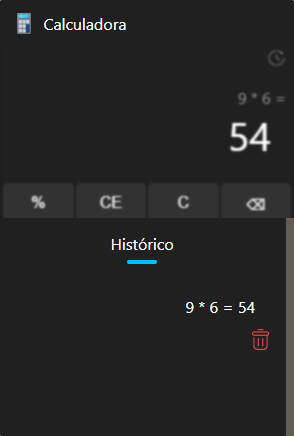 Calculadora
9 * 6 =
54
% CE C ⌫
Histórico
9 * 6 = 54